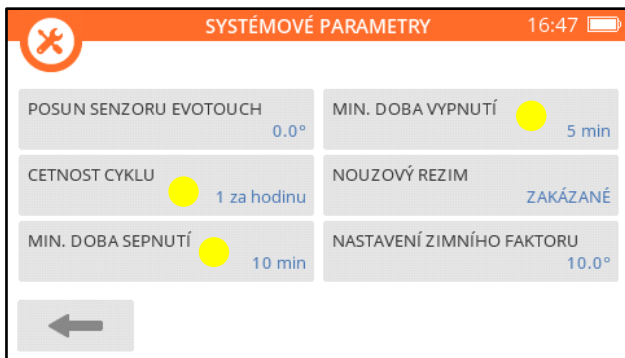 SYSTÉMOVÉ PARAMETRY
16:47
POSUN SENZORU EVOTOUCH
0.0°
MIN. DOBA VYPNUTÍ
5 min
CETNOST CYKLU
1 za hodinu
NOUZOVÝ REZIM
ZAKÁZANÉ
MIN. DOBA SEPNUTÍ
10 min
NASTAVENÍ ZIMNÍHO FAKTORU
10.0°